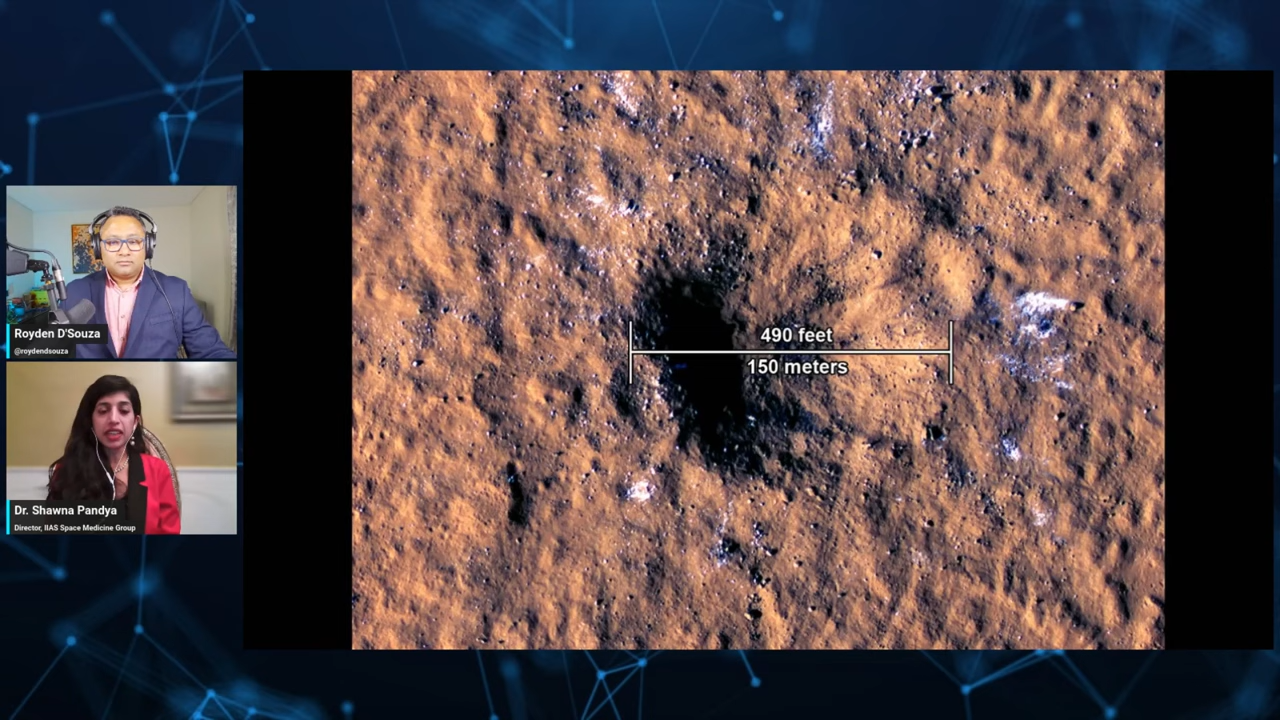 Royden D'Souza
@roydendsouza
Dr. Shawna Pandya
Director, IIAS Space Medicine Group
490 feet
150 meters